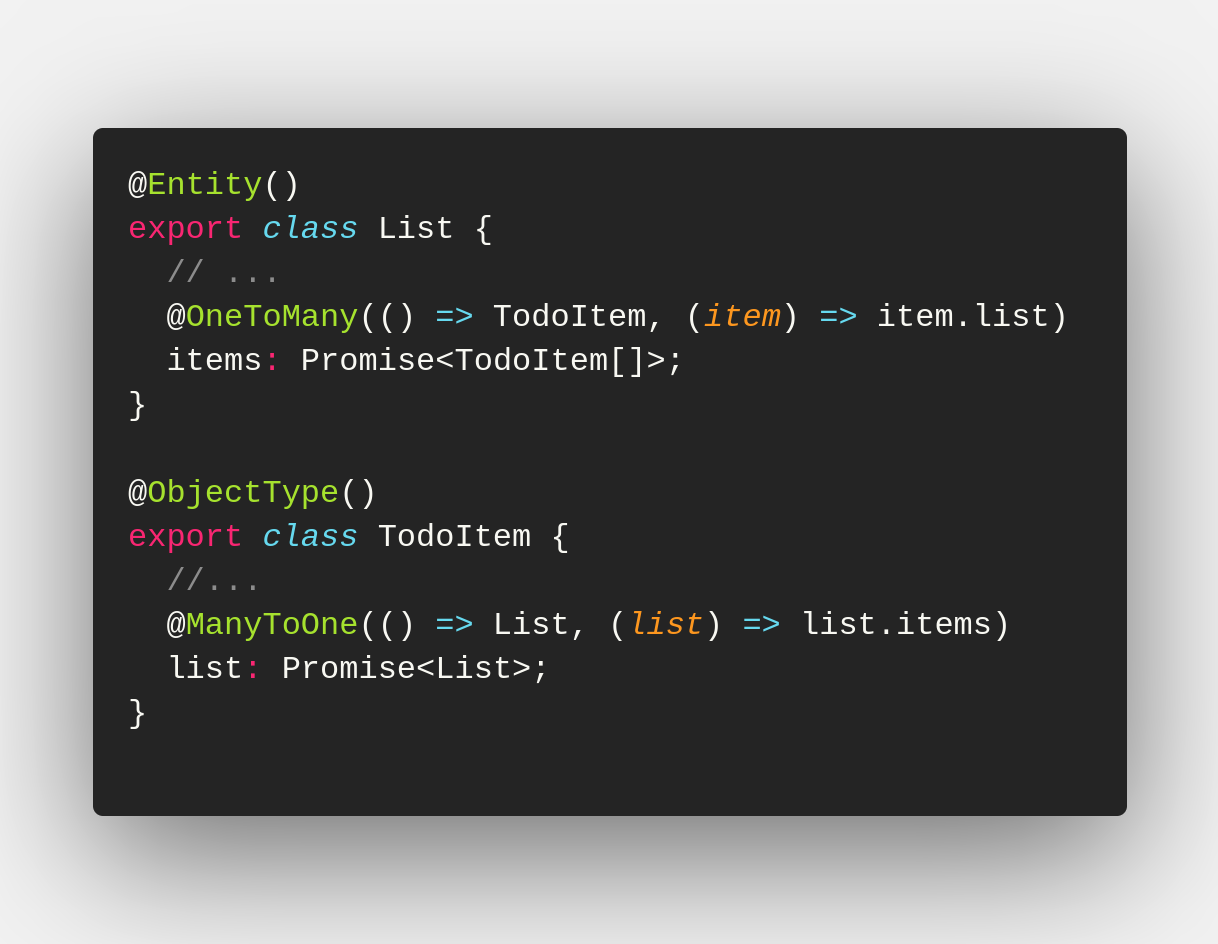 @Entity()
export class List {
  // ...
  @OneToMany(() => TodoItem, (item) => item.list)
  items: Promise<TodoItem[]>;
}

@ObjectType()
export class TodoItem {
  //...
  @ManyToOne(() => List, (list) => list.items)
  list: Promise<List>;
}